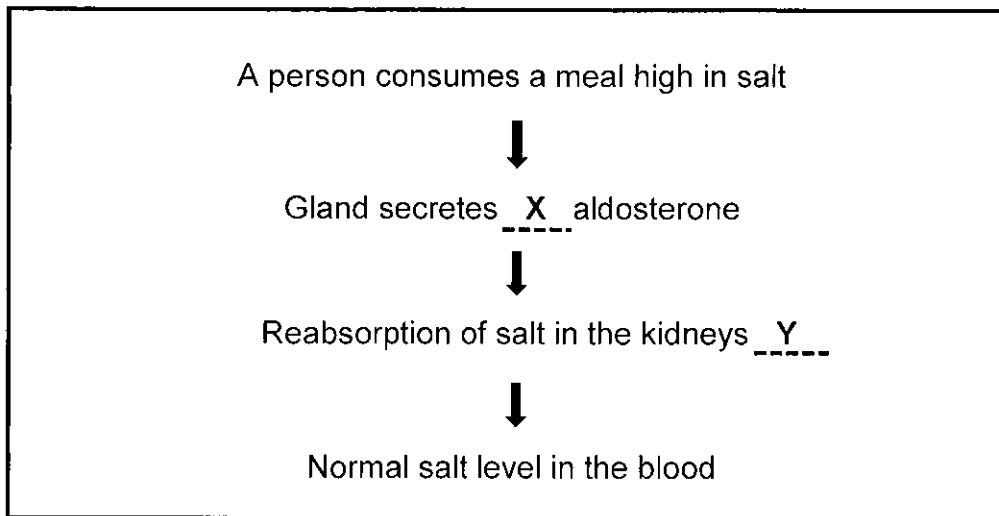 A person consumes a meal high in salt
Gland secretes X aldosterone
Reabsorption of salt in the kidneys Y
Normal salt level in the blood